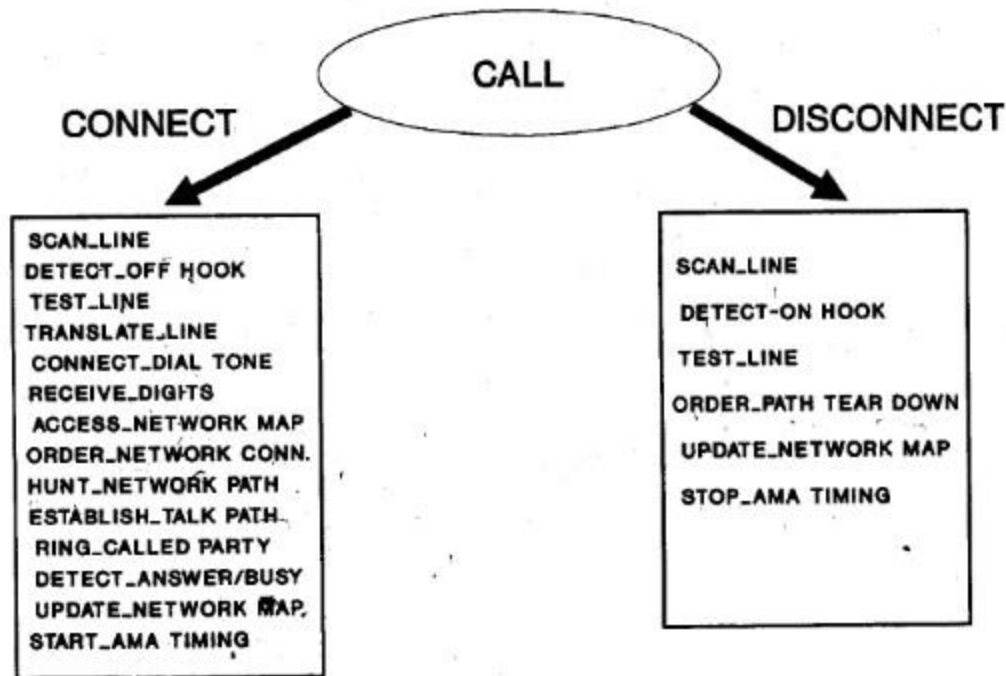 CALL
CONNECT
DISCONNECT
SCAN_LINE
DETECT_OFF HOOK
TEST_LINE
TRANSLATE_LINE
CONNECT_DIAL TONE
RECEIVE_DIGITS
ACCESS_NETWORK MAP
ORDER_NETWORK CONN.
HUNT_NETWORK PATH
ESTABLISH_TALK PATH
RING_CALLED PARTY
DETECT_ANSWER/BUSY
UPDATE_NETWORK MAP
START_AMA TIMING
SCAN_LINE
DETECT-ON HOOK
TEST_LINE
ORDER_PATH TEAR DOWN
UPDATE_NETWORK MAP
STOP_AMA TIMING